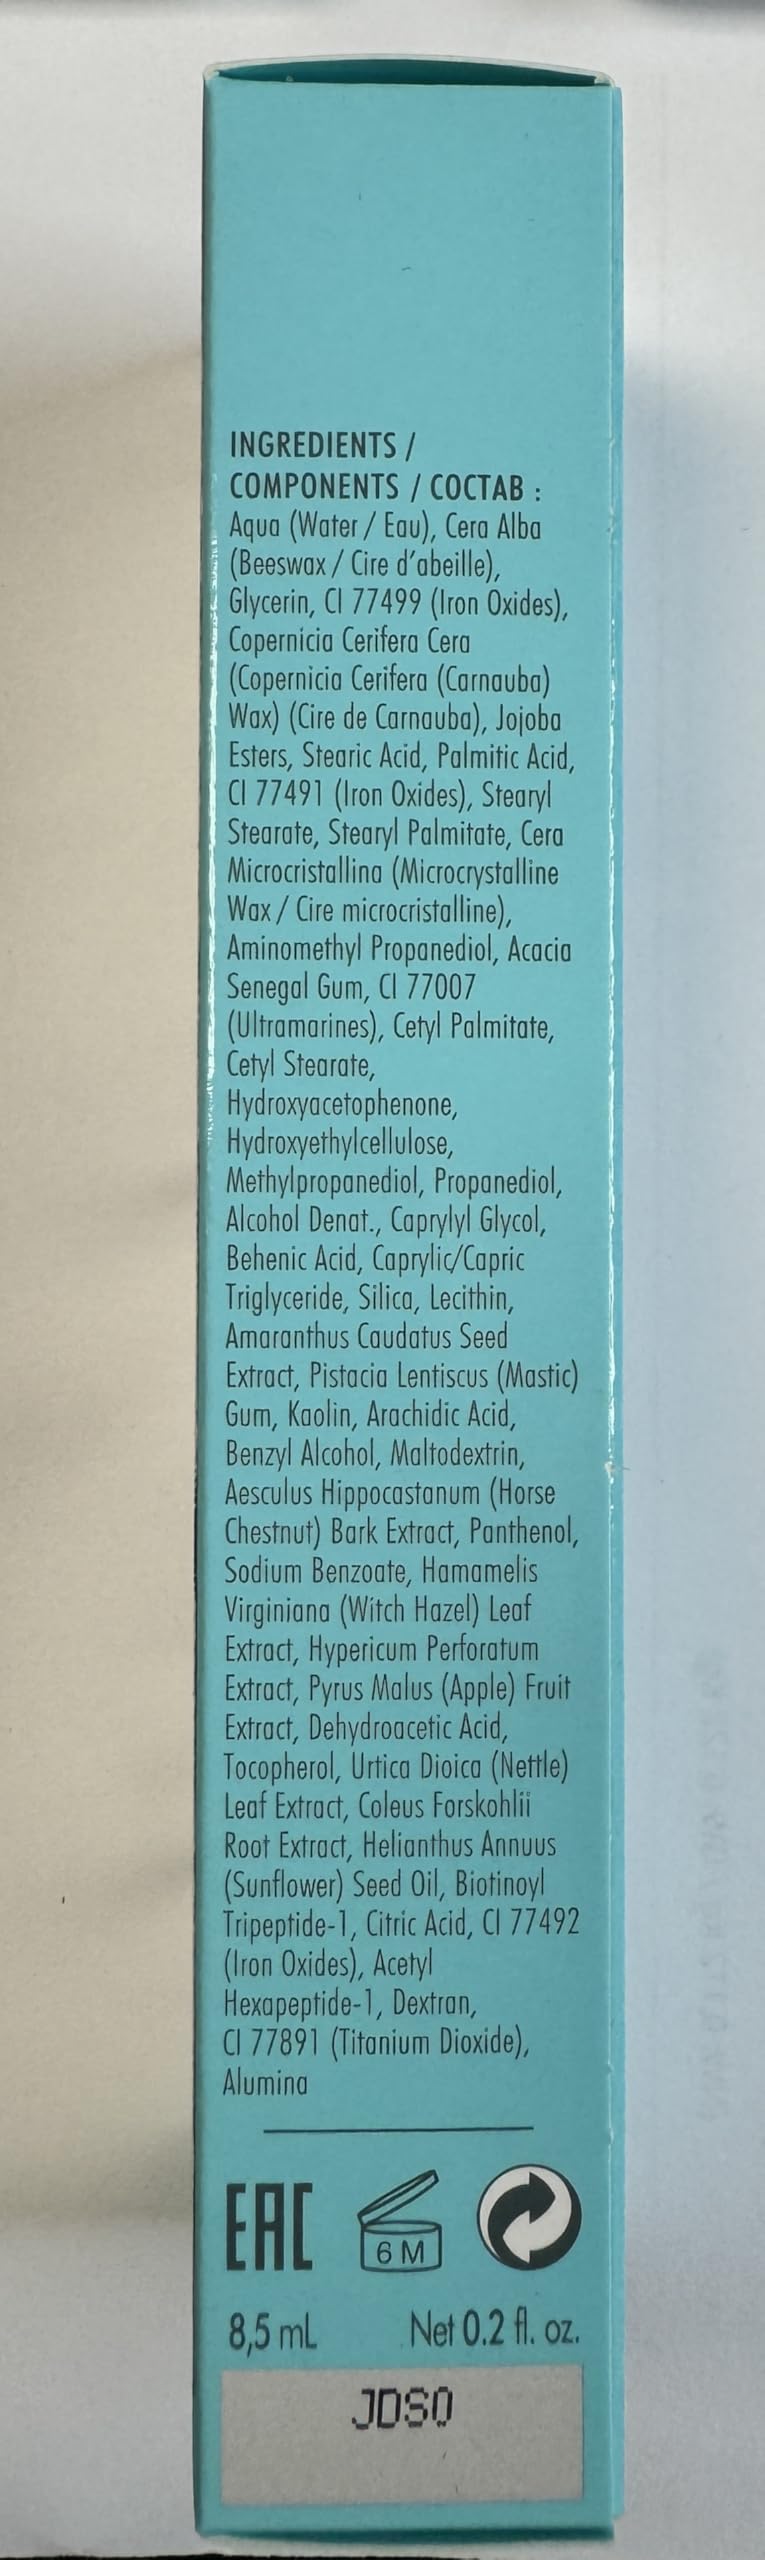 INGREDIENTS /
COMPONENTS / COCTAB :
Aqua (Water / Eau), Cera Alba
(Beeswax / Cire d'abeille),
Glycerin, CI 77499 (Iron Oxides),
Copernicia Cerifera Cera
(Copernicia Cerifera (Carnauba)
Wax) (Cire de Carnauba), Jojoba
Esters, Stearic Acid, Palmitic Acid,
CI 77491 (Iron Oxides), Stearyl
Stearate, Stearyl Palmitate, Cera
Microcristallina (Microcrystalline
Wax / Cire microcristalline),
Aminomethyl Propanediol, Acacia
Senegal Gum, CI 77007
(Ultramarines), Cetyl Palmitate,
Cetyl Stearate,
Hydroxyacetophenone,
Hydroxyethylcellulose,
Methylpropanediol, Propanediol,
Alcohol Denat., Caprylyl Glycol,
Behenic Acid, Caprylic/Capric
Triglyceride, Silica, Lecithin,
Amaranthus Caudatus Seed
Extract, Pistacia Lentiscus (Mastic)
Gum, Kaolin, Arachidic Acid,
Benzyl Alcohol, Maltodextrin,
Aesculus Hippocastanum (Horse
Chestnut) Bark Extract, Panthenol,
Sodium Benzoate, Hamamelis
Virginiana (Witch Hazel) Leaf
Extract, Hypericum Perforatum
Extract, Pyrus Malus (Apple) Fruit
Extract, Dehydroacetic Acid,
Tocopherol, Urtica Dioica (Nettle)
Leaf Extract, Coleus Forskohlii
Root Extract, Helianthus Annuus
(Sunflower) Seed Oil, Biotinoyl
Tripeptide-1, Citric Acid, CI 77492
(Iron Oxides), Acetyl
Hexapeptide-1, Dextran,
CI 77891 (Titanium Dioxide),
Alumina
EAC 6 M
8,5 mL Net 0.2 fl. oz.